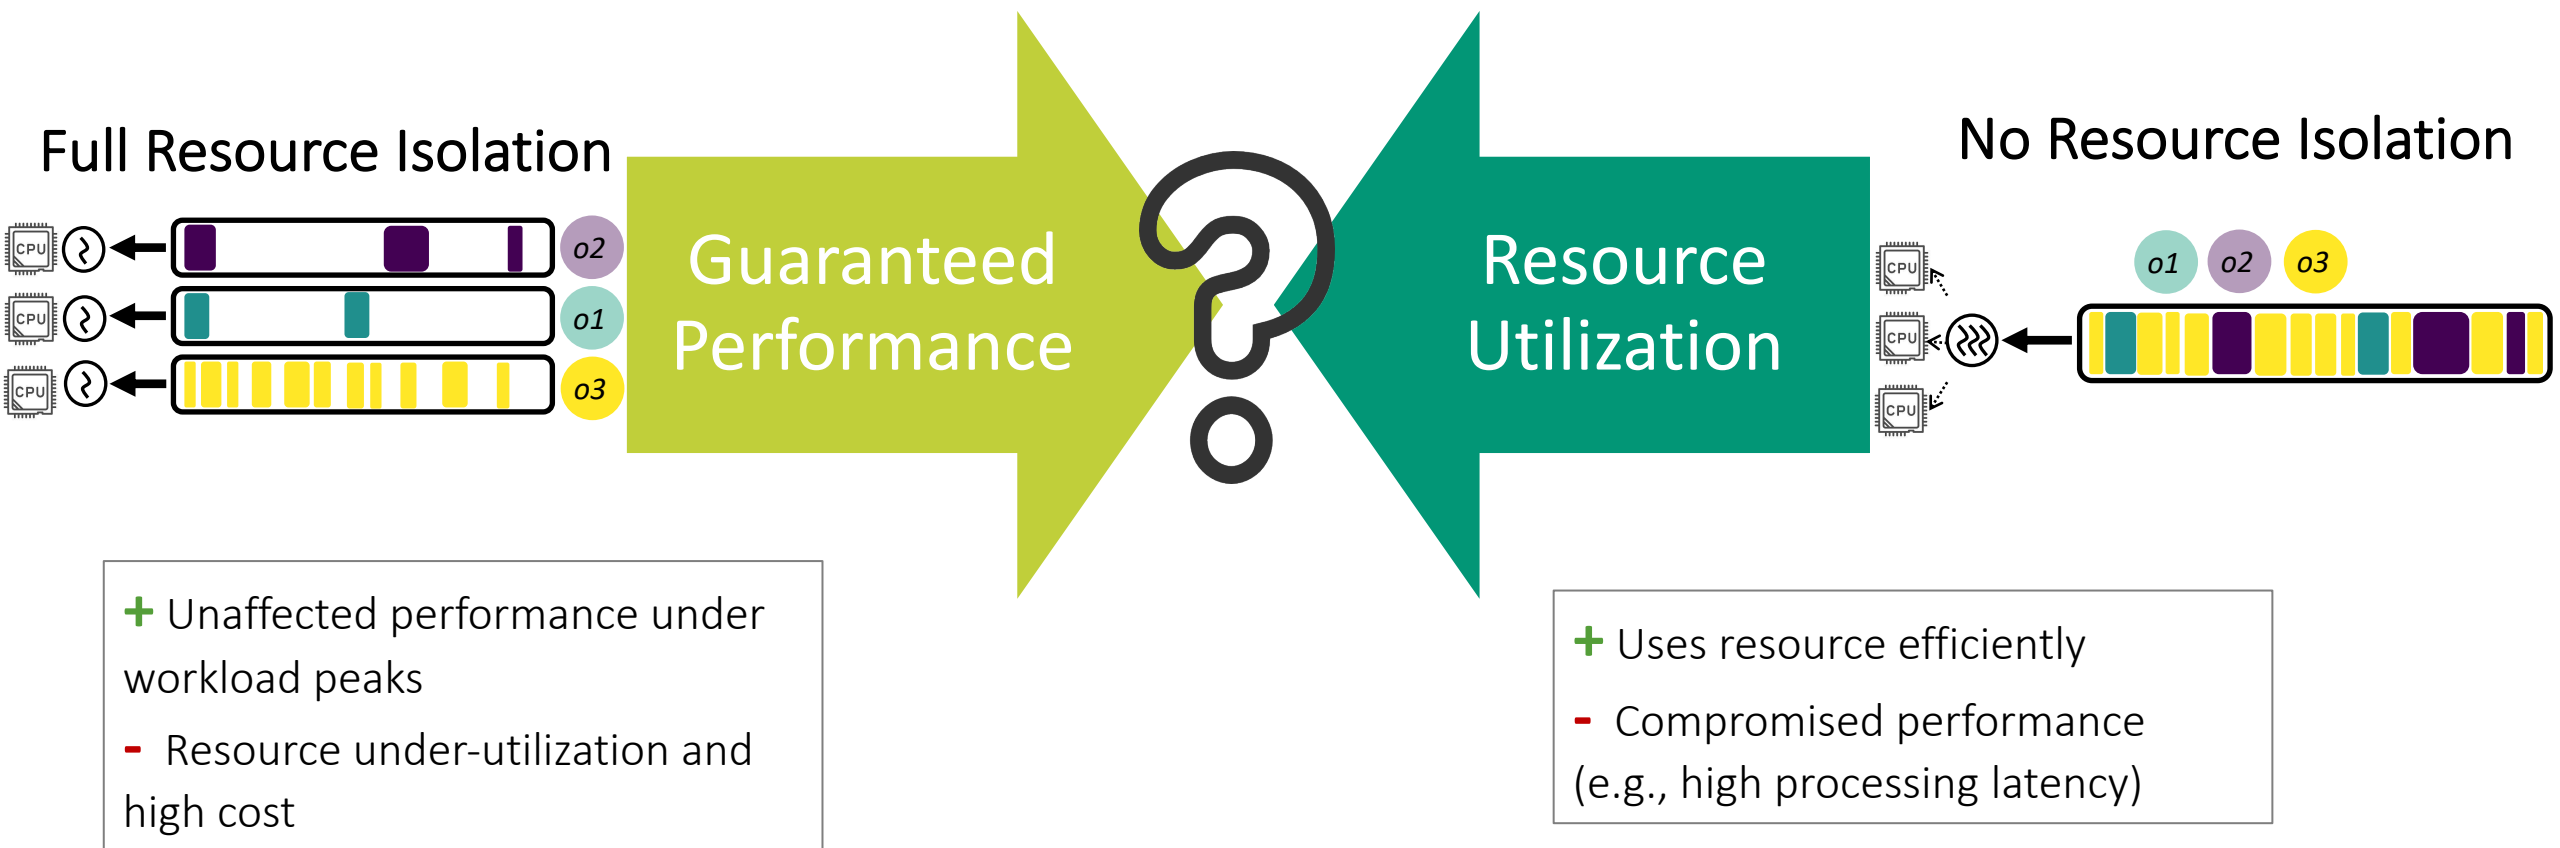 Full Resource Isolation
CPU
o2
CPU
o1
CPU
o3
Guaranteed
Performance
Resource
Utilization
No Resource Isolation
CPU
CPU
CPU
o1 o2 o3
+ Unaffected performance under
workload peaks
- Resource under-utilization and
high cost
+ Uses resource efficiently
- Compromised performance
(e.g., high processing latency)